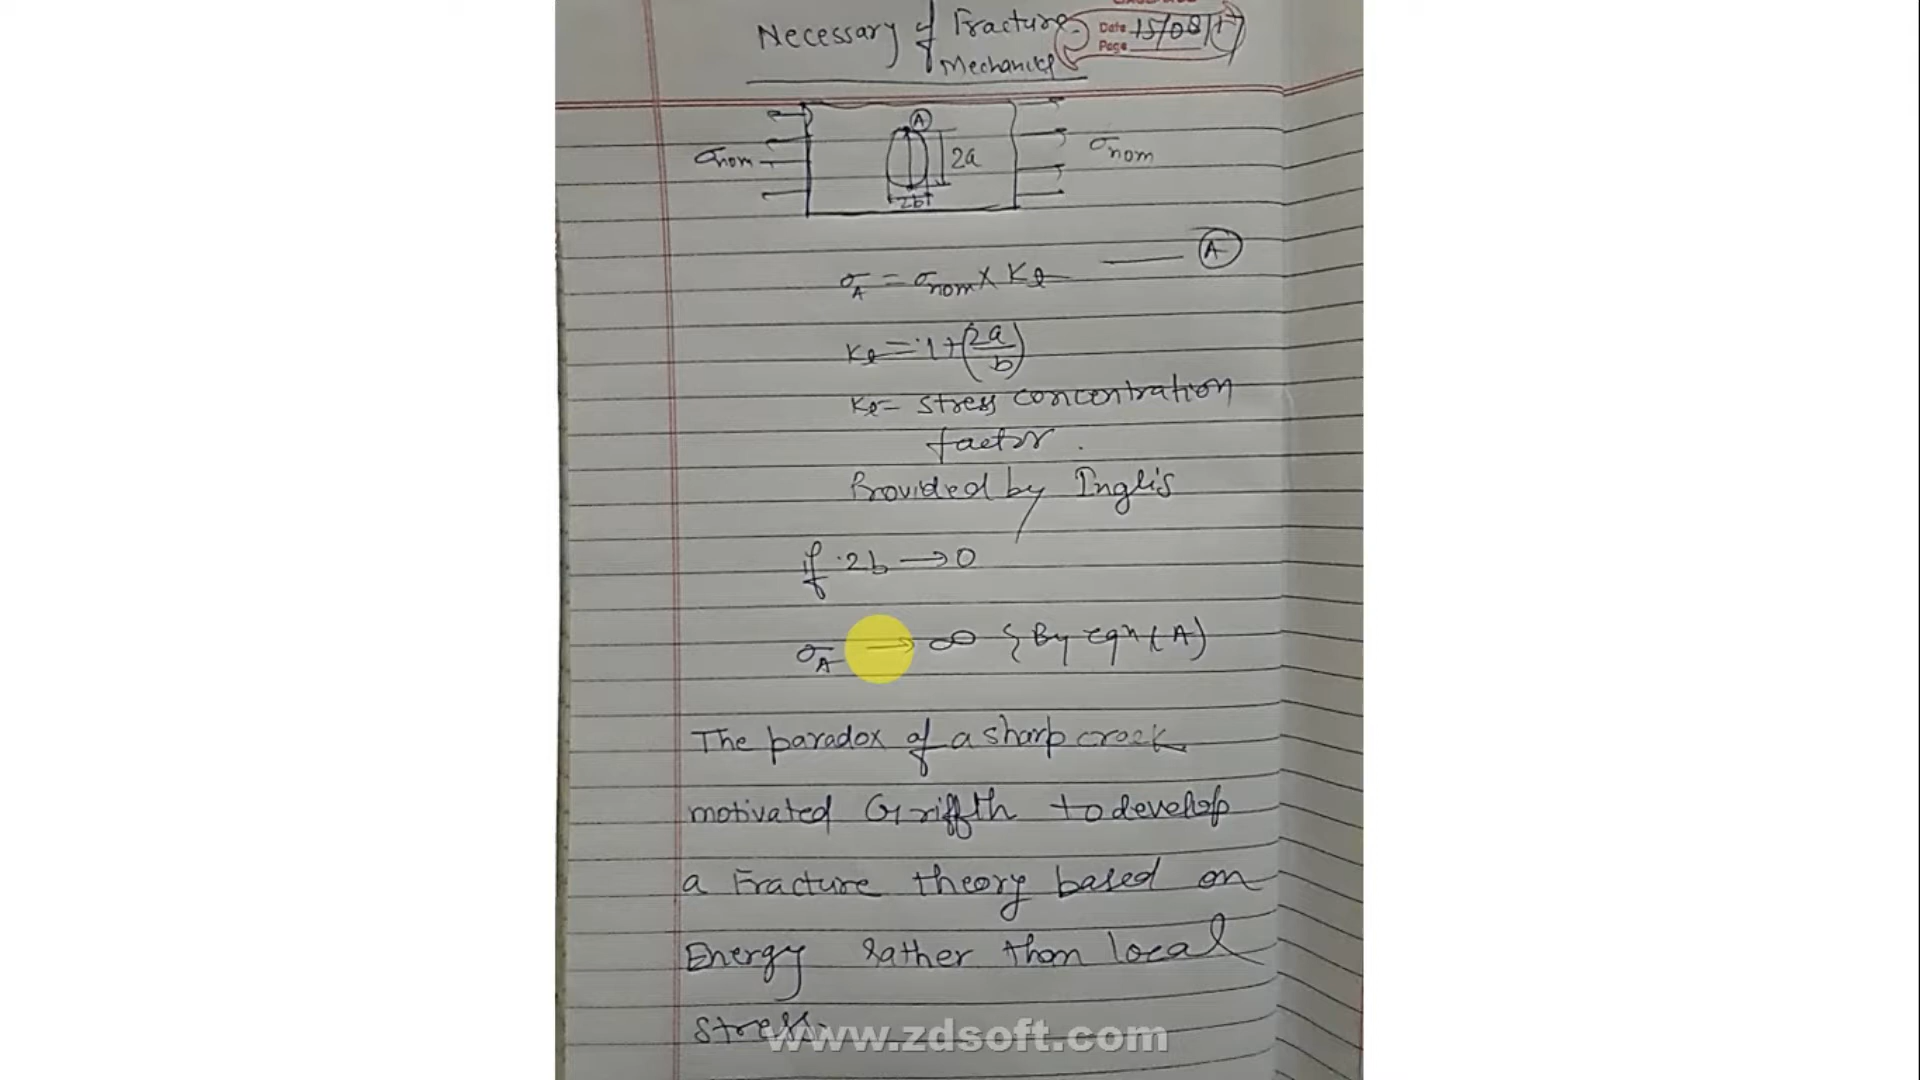 Necessary of Fracture
Mechanics
Date 15/08/17
Page
A
σnom
2a
σnom
2b
A
σA = σnom x Kt
Kt = 1+(2a/b)
Kt = stress concentration
factor.
Provided by Inglis
if 2b → 0
σA → ∞ { By eqn (A)
The paradox of a sharp crack
motivated Griffth to develop
a Fracture theory based on
Energy rather than local
stress.
www.zdsoft.com